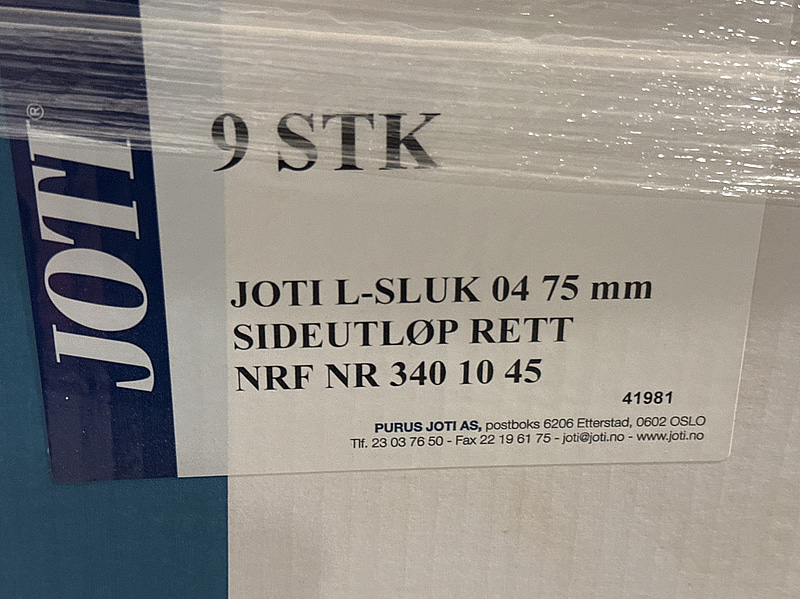 JOTI®
9 STK
JOTI L-SLUK 04 75 mm
SIDEUTLØP RETT
NRF NR 340 10 45
41981
PURUS JOTI AS, postboks 6206 Etterstad, 0602 OSLO
Tlf. 23 03 76 50 - Fax 22 19 61 75 - joti@joti.no - www.joti.no